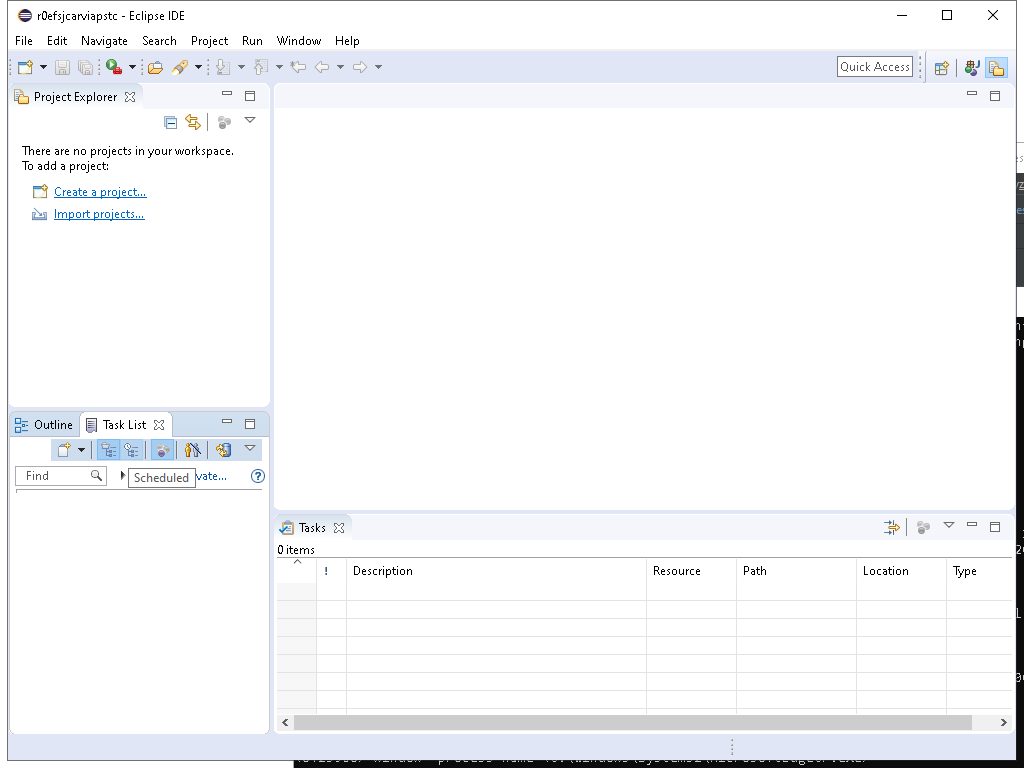 r0efsjcarviapstc - Eclipse IDE
File Edit Navigate Search Project Run Window Help
Quick Access
Project Explorer
There are no projects in your workspace.
To add a project:
Create a project...
Import projects...
Outline Task List
Find Scheduled vate...
Tasks
0 items
! Description Resource Path Location Type